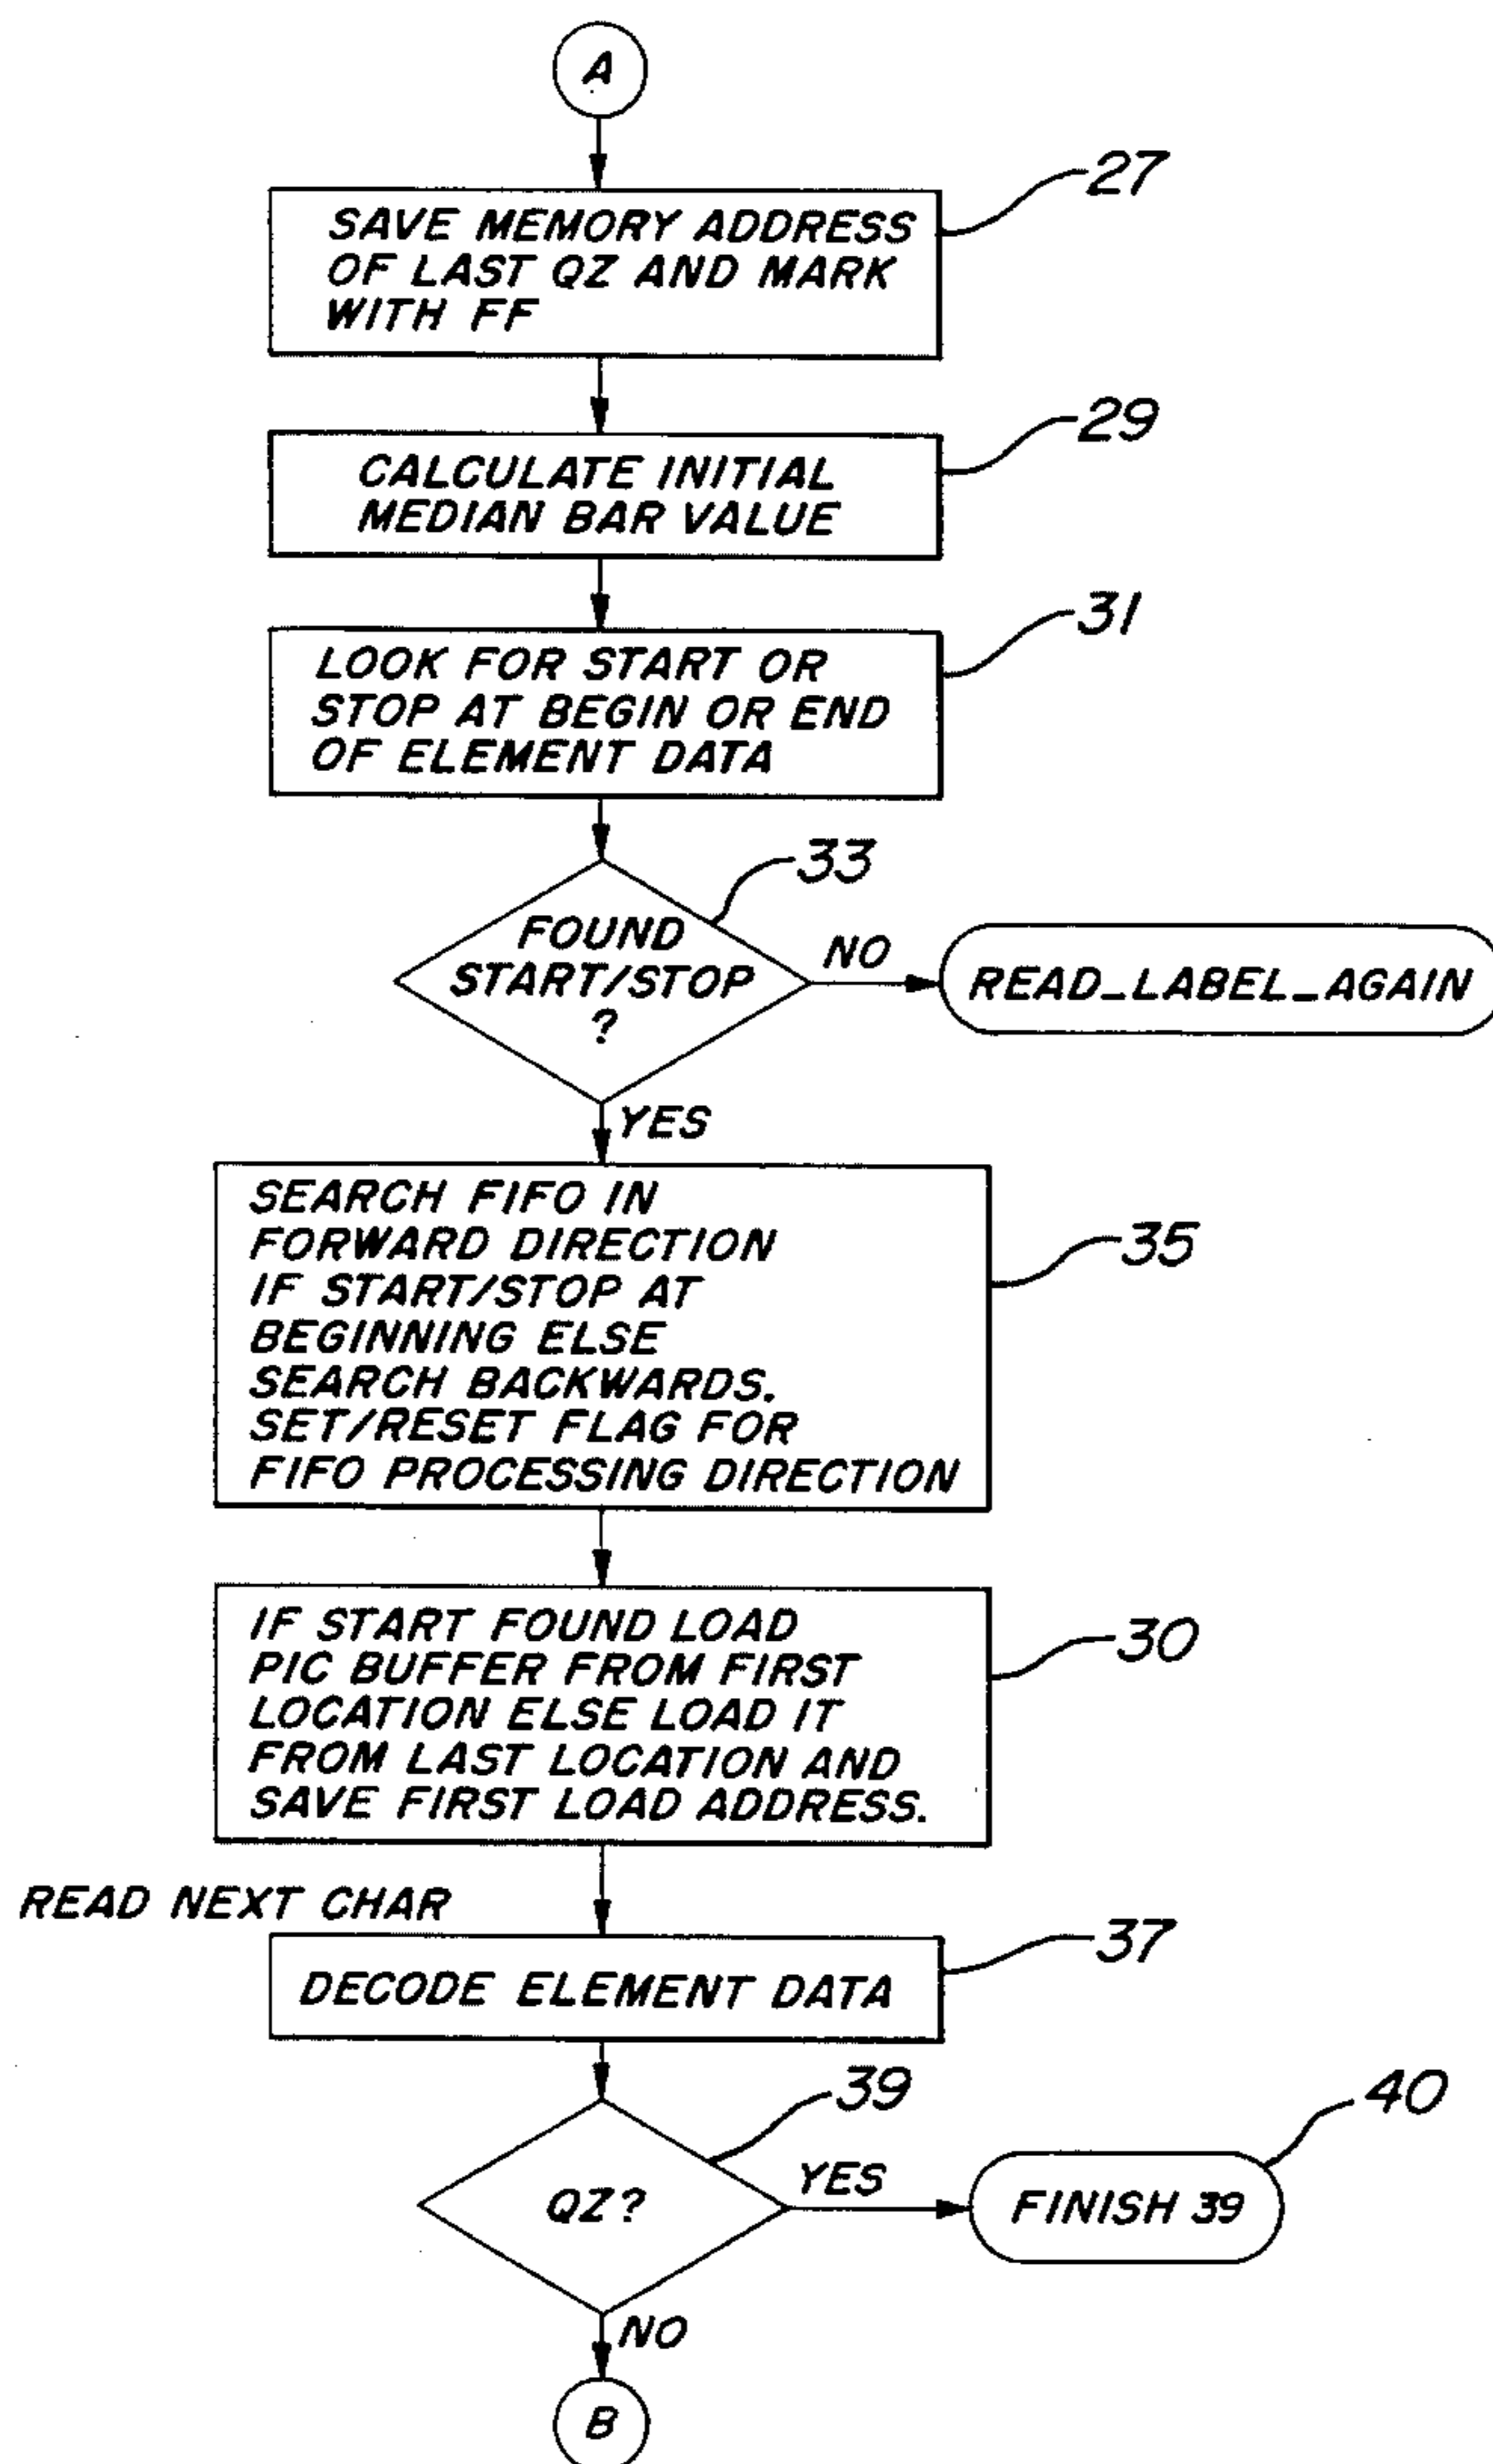 A
27
SAVE MEMORY ADDRESS
OF LAST QZ AND MARK
WITH FF
29
CALCULATE INITIAL
MEDIAN BAR VALUE
31
LOOK FOR START OR
STOP AT BEGIN OR END
OF ELEMENT DATA
33
FOUND
START/STOP
?
NO
READ_LABEL_AGAIN
YES
35
SEARCH FIFO IN
FORWARD DIRECTION
IF START/STOP AT
BEGINNING ELSE
SEARCH BACKWARDS.
SET/RESET FLAG FOR
FIFO PROCESSING DIRECTION
30
IF START FOUND LOAD
PIC BUFFER FROM FIRST
LOCATION ELSE LOAD IT
FROM LAST LOCATION AND
SAVE FIRST LOAD ADDRESS.
READ NEXT CHAR
37
DECODE ELEMENT DATA
39
QZ?
YES
40
FINISH 39
NO
B